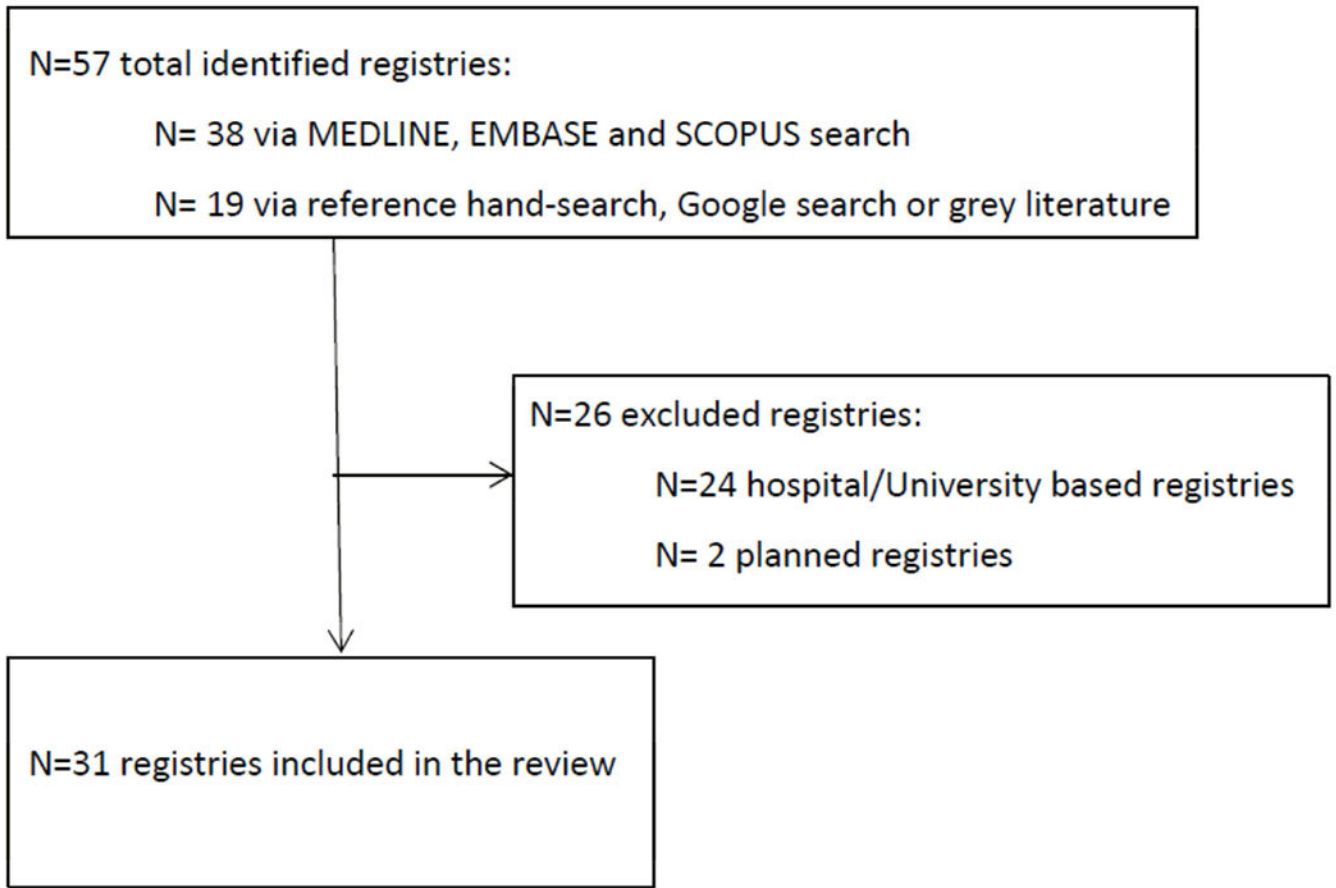 N=57 total identified registries:
N= 38 via MEDLINE, EMBASE and SCOPUS search
N= 19 via reference hand-search, Google search or grey literature
N=26 excluded registries:
N=24 hospital/University based registries
N= 2 planned registries
N=31 registries included in the review